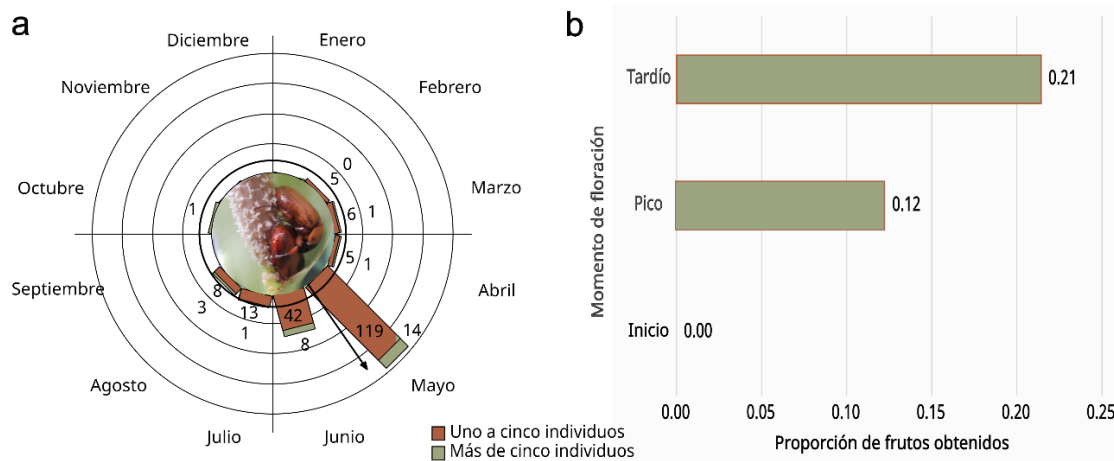 a
Diciembre
Enero
Noviembre
Febrero
Octubre
Marzo
Septiembre
Abril
Agosto
Mayo
Julio
Junio
0
5
1
6
1
5
1
8
3
13
1
42
8
119
14
Uno a cinco individuos
Más de cinco individuos
b
Momento de floración
Tardío
0.21
Pico
0.12
Inicio
0.00
0.00
0.05
0.10
0.15
0.20
0.25
Proporción de frutos obtenidos